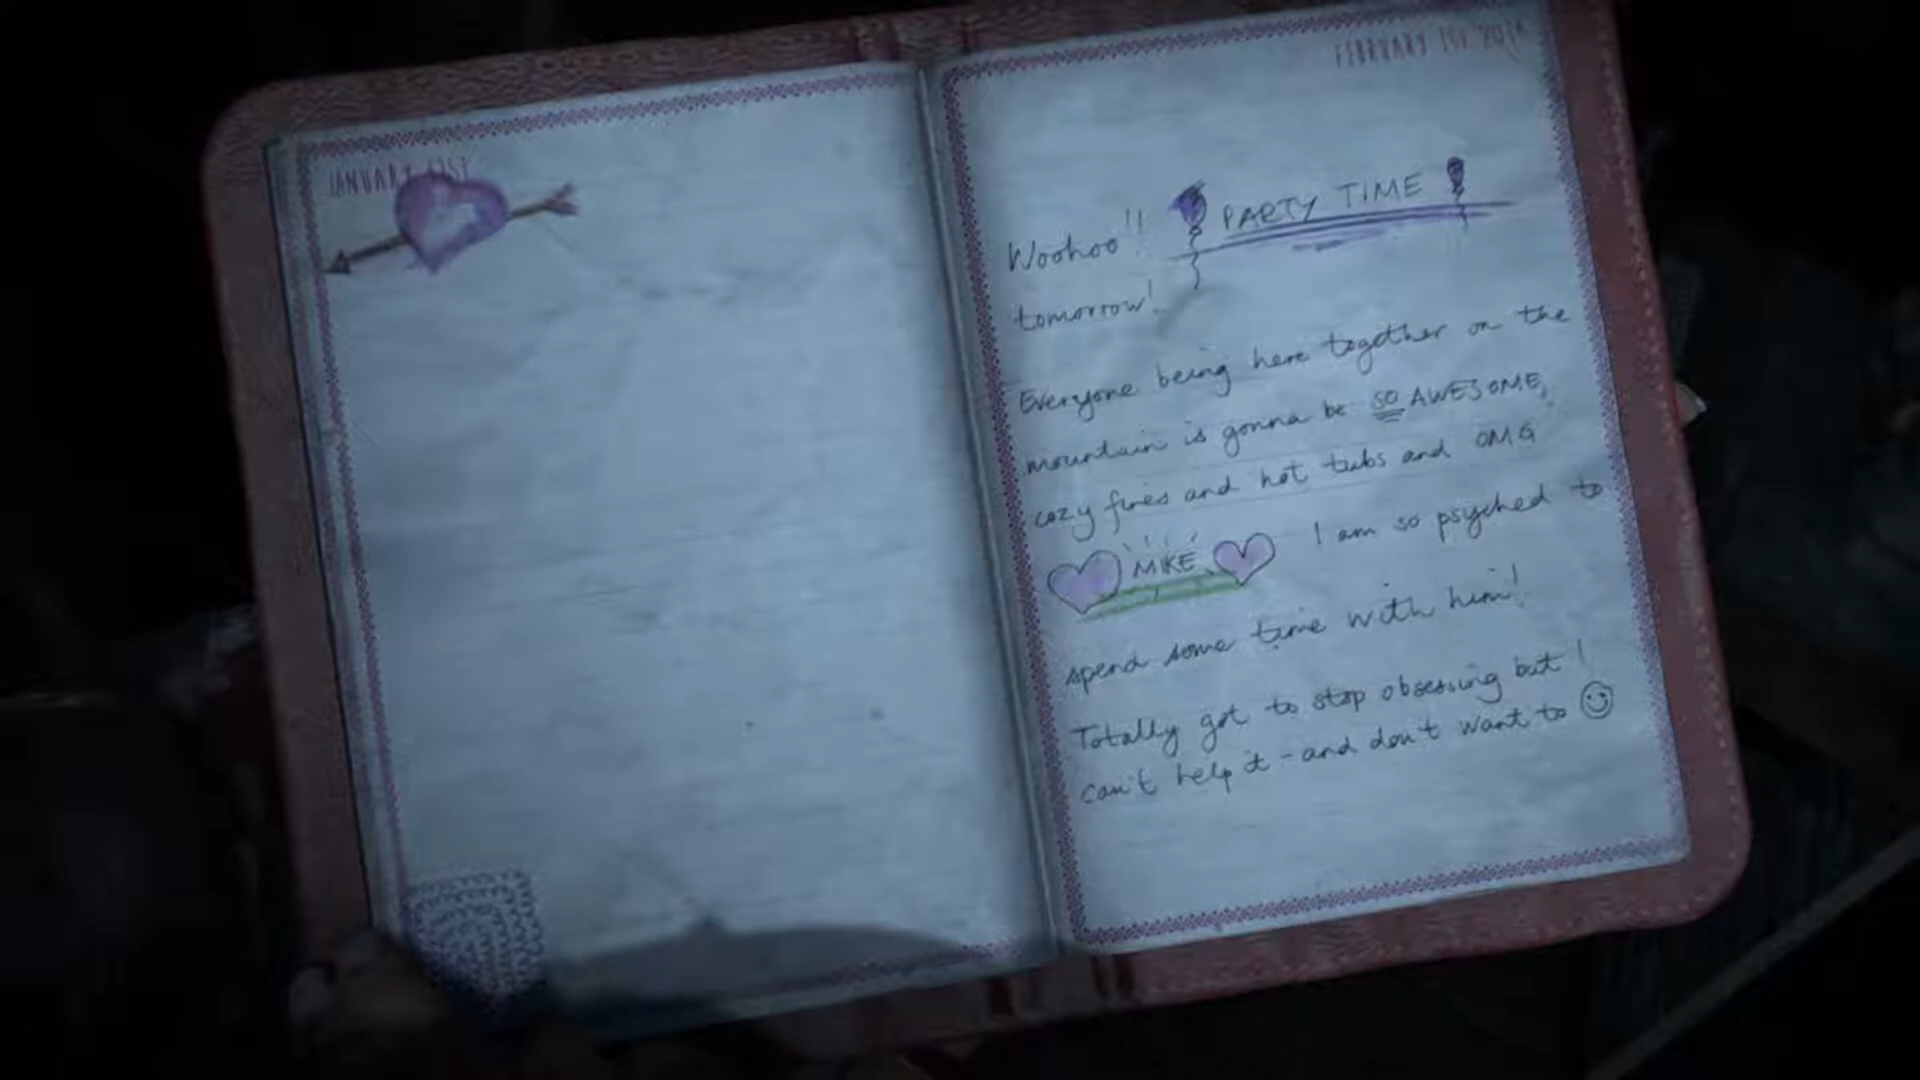 JANUARY 31ST
FEBRUARY 1ST 2014
Woohoo!! PARTY TIME
tomorrow!
Everyone being here together on the
mountain is gonna be SO AWESOME,
cozy fires and hot tubs and OMG
MIKE I am so psyched to
spend some time with him!
Totally got to stop obsessing but I
can't help it - and don't want to